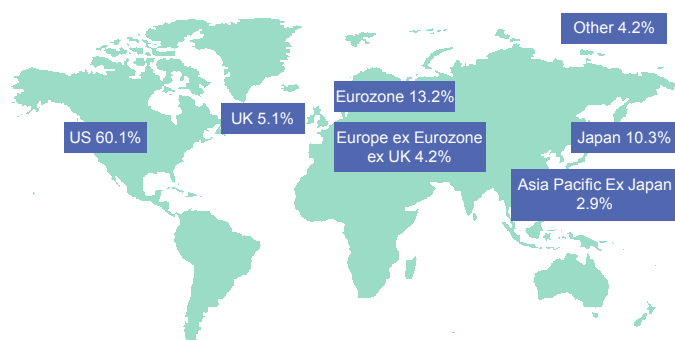 Other 4.2%
Eurozone 13.2%
UK 5.1%
US 60.1%
Europe ex Eurozone
ex UK 4.2%
Japan 10.3%
Asia Pacific Ex Japan
2.9%